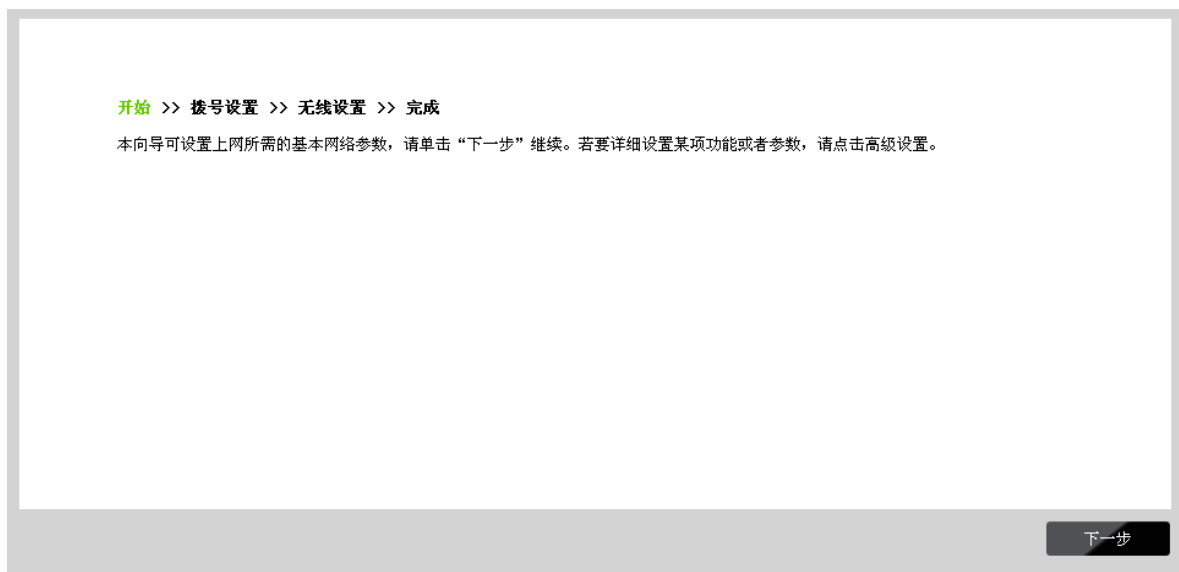 开始 >> 拨号设置 >> 无线设置 >> 完成
本向导可设置上网所需的基本网络参数，请单击“下一步”继续。若要详细设置某项功能或者参数，请点击高级设置。
下一步